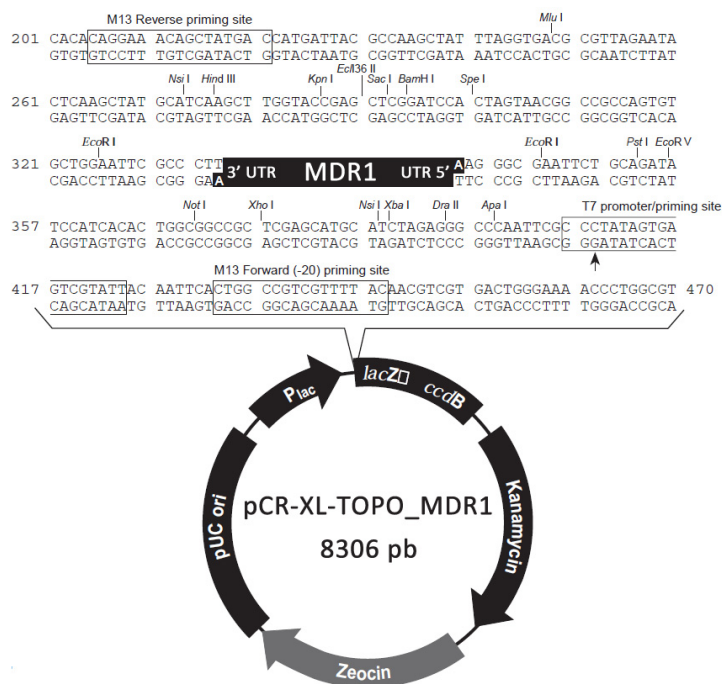 M13 Reverse priming site
Mlu I
201 CACACAGGAA ACAGCTATGAC CATGATTAC GCCAAGCTAT TTAGGTGACG CGTTAGAATA
GTGTGTCCTT TGTCGATACTG GTACTAATG CGGTTCGATA AATCCACTGC GCAATCTTAT
Nsi I Hind III Kpn I Ecl136 II Sac I BamH I Spe I
261 CTCAAGCTAT GCATCAAGCT TGGTACCGAG CTCGGATCCA CTAGTAACGG CCGCCAGTGT
GAGTTCGATA CGTAGTTCGA ACCATGGCTC GAGCCTAGGT GATCATTGCC GGCGGTCACA
EcoR I EcoR I Pst I EcoR V
321 GCTGGAATTC GCC CTT 3’ UTR MDR1 UTR 5’ A AG GGC GAATTCT GCAGATA
CGACCTTAAG CGG GA A TTC CCG CTTAAGA CGTCTAT
Not I Xho I Nsi I Xba I Dra II Apa I T7 promoter/priming site
357 TCCATCACAC TGGCGGCCGC TCGAGCATGC ATCTAGAGGG CCCAATTCGC CCTATAGTGA
AGGTAGTGTG ACCGCCGGCG AGCTCGTACG TAGATCTCCC GGGTTAAGCG GGATATCACT
M13 Forward (-20) priming site
417 GTCGTATTAC AATTCACTGG CCGTCGTTTT ACAACGTCGT GACTGGGAAA ACCCTGGCGT 470
CAGCATAATG TTAAGTGACC GGCAGCAAAA TGTTGCAGCA CTGACCCTTT TGGGACCGCA
Plac
lacZ□ ccdB
Kanamycin
pUC ori
pCR-XL-TOPO_MDR1
8306 pb
Zeocin